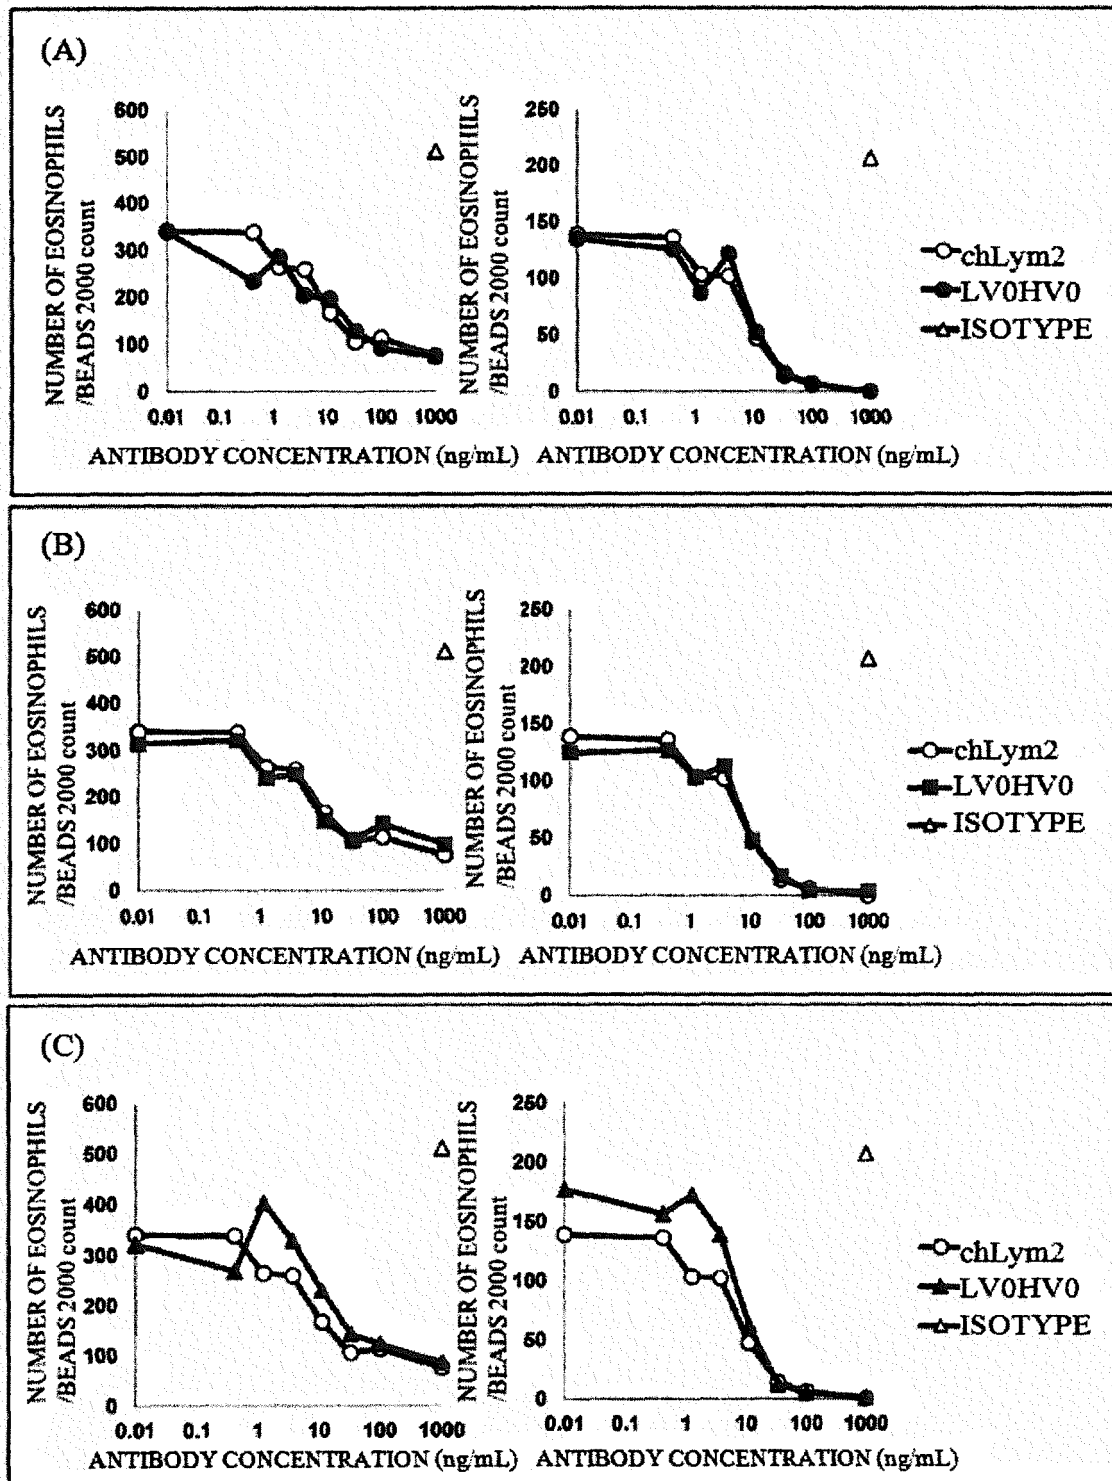 (A)
NUMBER OF EOSINOPHILS
/BEADS 2000 count
600
500
400
300
200
100
0
0.01 0.1 1 10 100 1000
ANTIBODY CONCENTRATION (ng/mL)
NUMBER OF EOSINOPHILS
/BEADS 2000 count
250
200
150
100
50
0
0.01 0.1 1 10 100 1000
ANTIBODY CONCENTRATION (ng/mL)
chLym2
LV0HV0
ISOTYPE
(B)
NUMBER OF EOSINOPHILS
/BEADS 2000 count
600
500
400
300
200
100
0
0.01 0.1 1 10 100 1000
ANTIBODY CONCENTRATION (ng/mL)
NUMBER OF EOSINOPHILS
/BEADS 2000 count
250
200
150
100
50
0
0.01 0.1 1 10 100 1000
ANTIBODY CONCENTRATION (ng/mL)
chLym2
LV0HV0
ISOTYPE
(C)
NUMBER OF EOSINOPHILS
/BEADS 2000 count
600
500
400
300
200
100
0
0.01 0.1 1 10 100 1000
ANTIBODY CONCENTRATION (ng/mL)
NUMBER OF EOSINOPHILS
/BEADS 2000 count
250
200
150
100
50
0
0.01 0.1 1 10 100 1000
ANTIBODY CONCENTRATION (ng/mL)
chLym2
LV0HV0
ISOTYPE